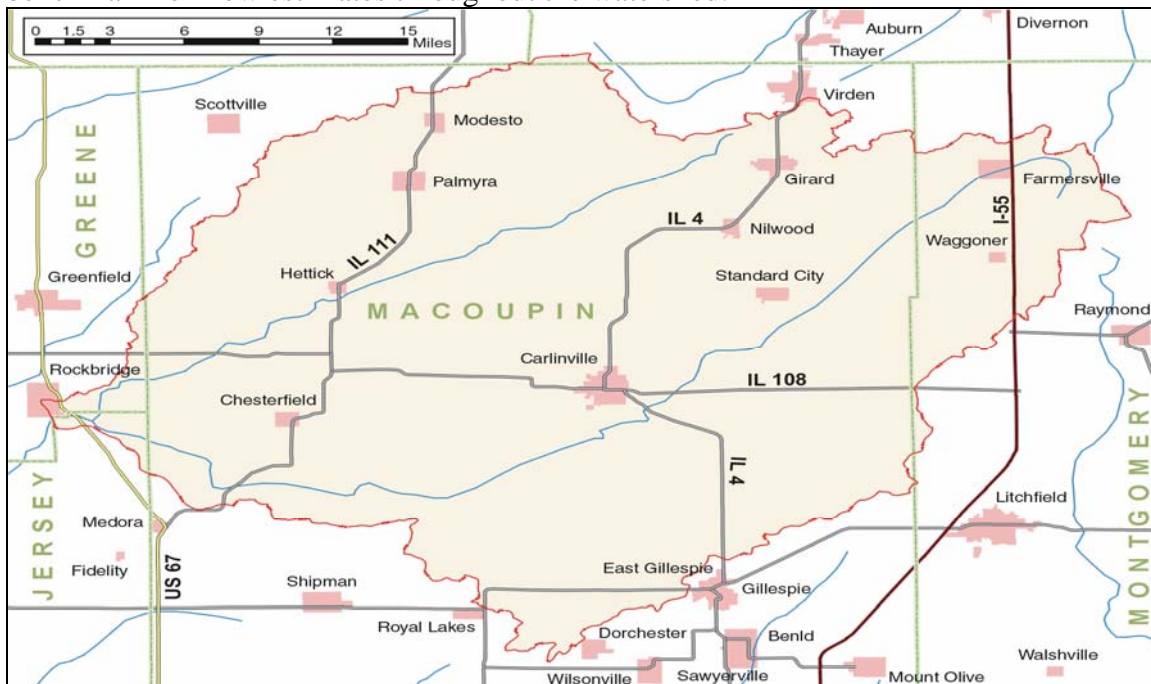 0 1.5 3 6 9 12 15
Miles
Auburn
Divernon
Thayer
Virden
Scottville
Modesto
GREENE
Palmyra
Girard
Farmersville
I-55
IL 4
Nilwood
Waggoner
IL 111
Greenfield
Hettick
Standard City
MACOUPIN
Raymond
Carlinville
Rockbridge
IL 108
Chesterfield
MONTGOMERY
IL 4
Litchfield
JERSEY
Medora
Fidelity
US 67
East Gillespie
Shipman
Gillespie
Royal Lakes
Dorchester
Benld
Walshville
Wilsonville
Sawyerville
Mount Olive